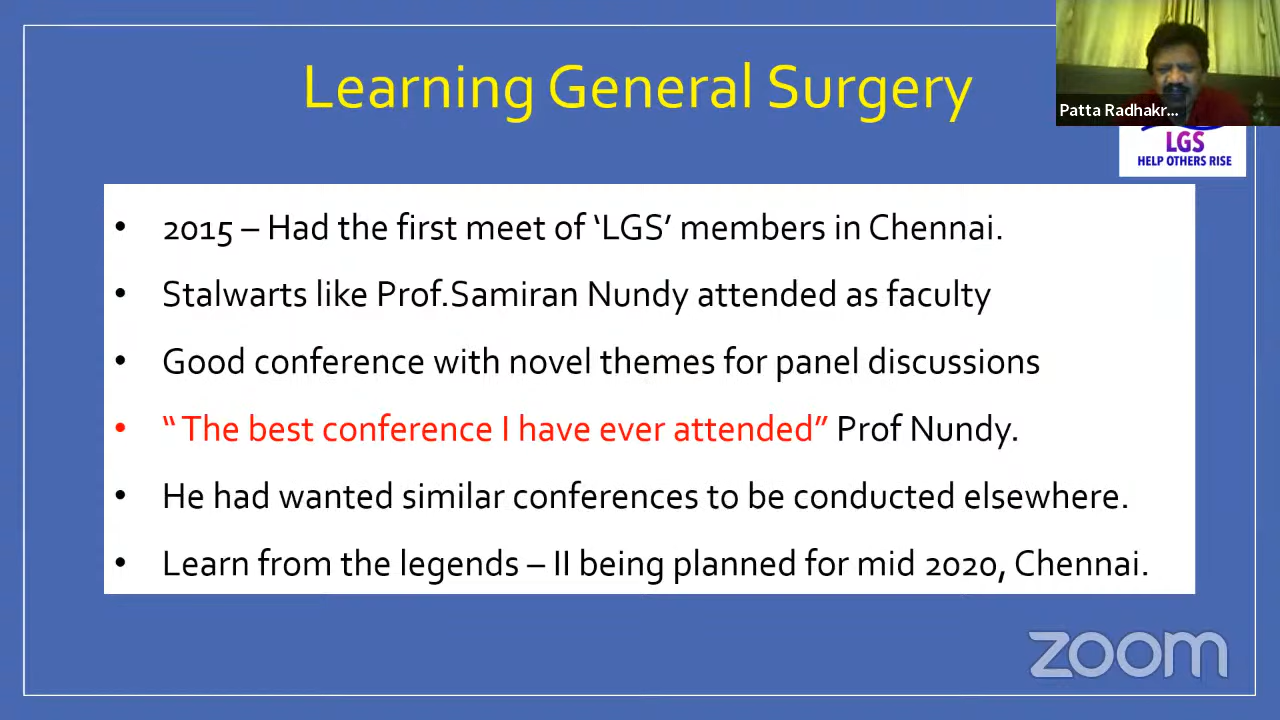 Learning General Surgery
Patta Radhakr...
LGS
HELP OTHERS RISE
• 2015 – Had the first meet of ‘LGS’ members in Chennai.
• Stalwarts like Prof.Samiran Nundy attended as faculty
• Good conference with novel themes for panel discussions
• “ The best conference I have ever attended” Prof Nundy.
• He had wanted similar conferences to be conducted elsewhere.
• Learn from the legends – II being planned for mid 2020, Chennai.
zoom